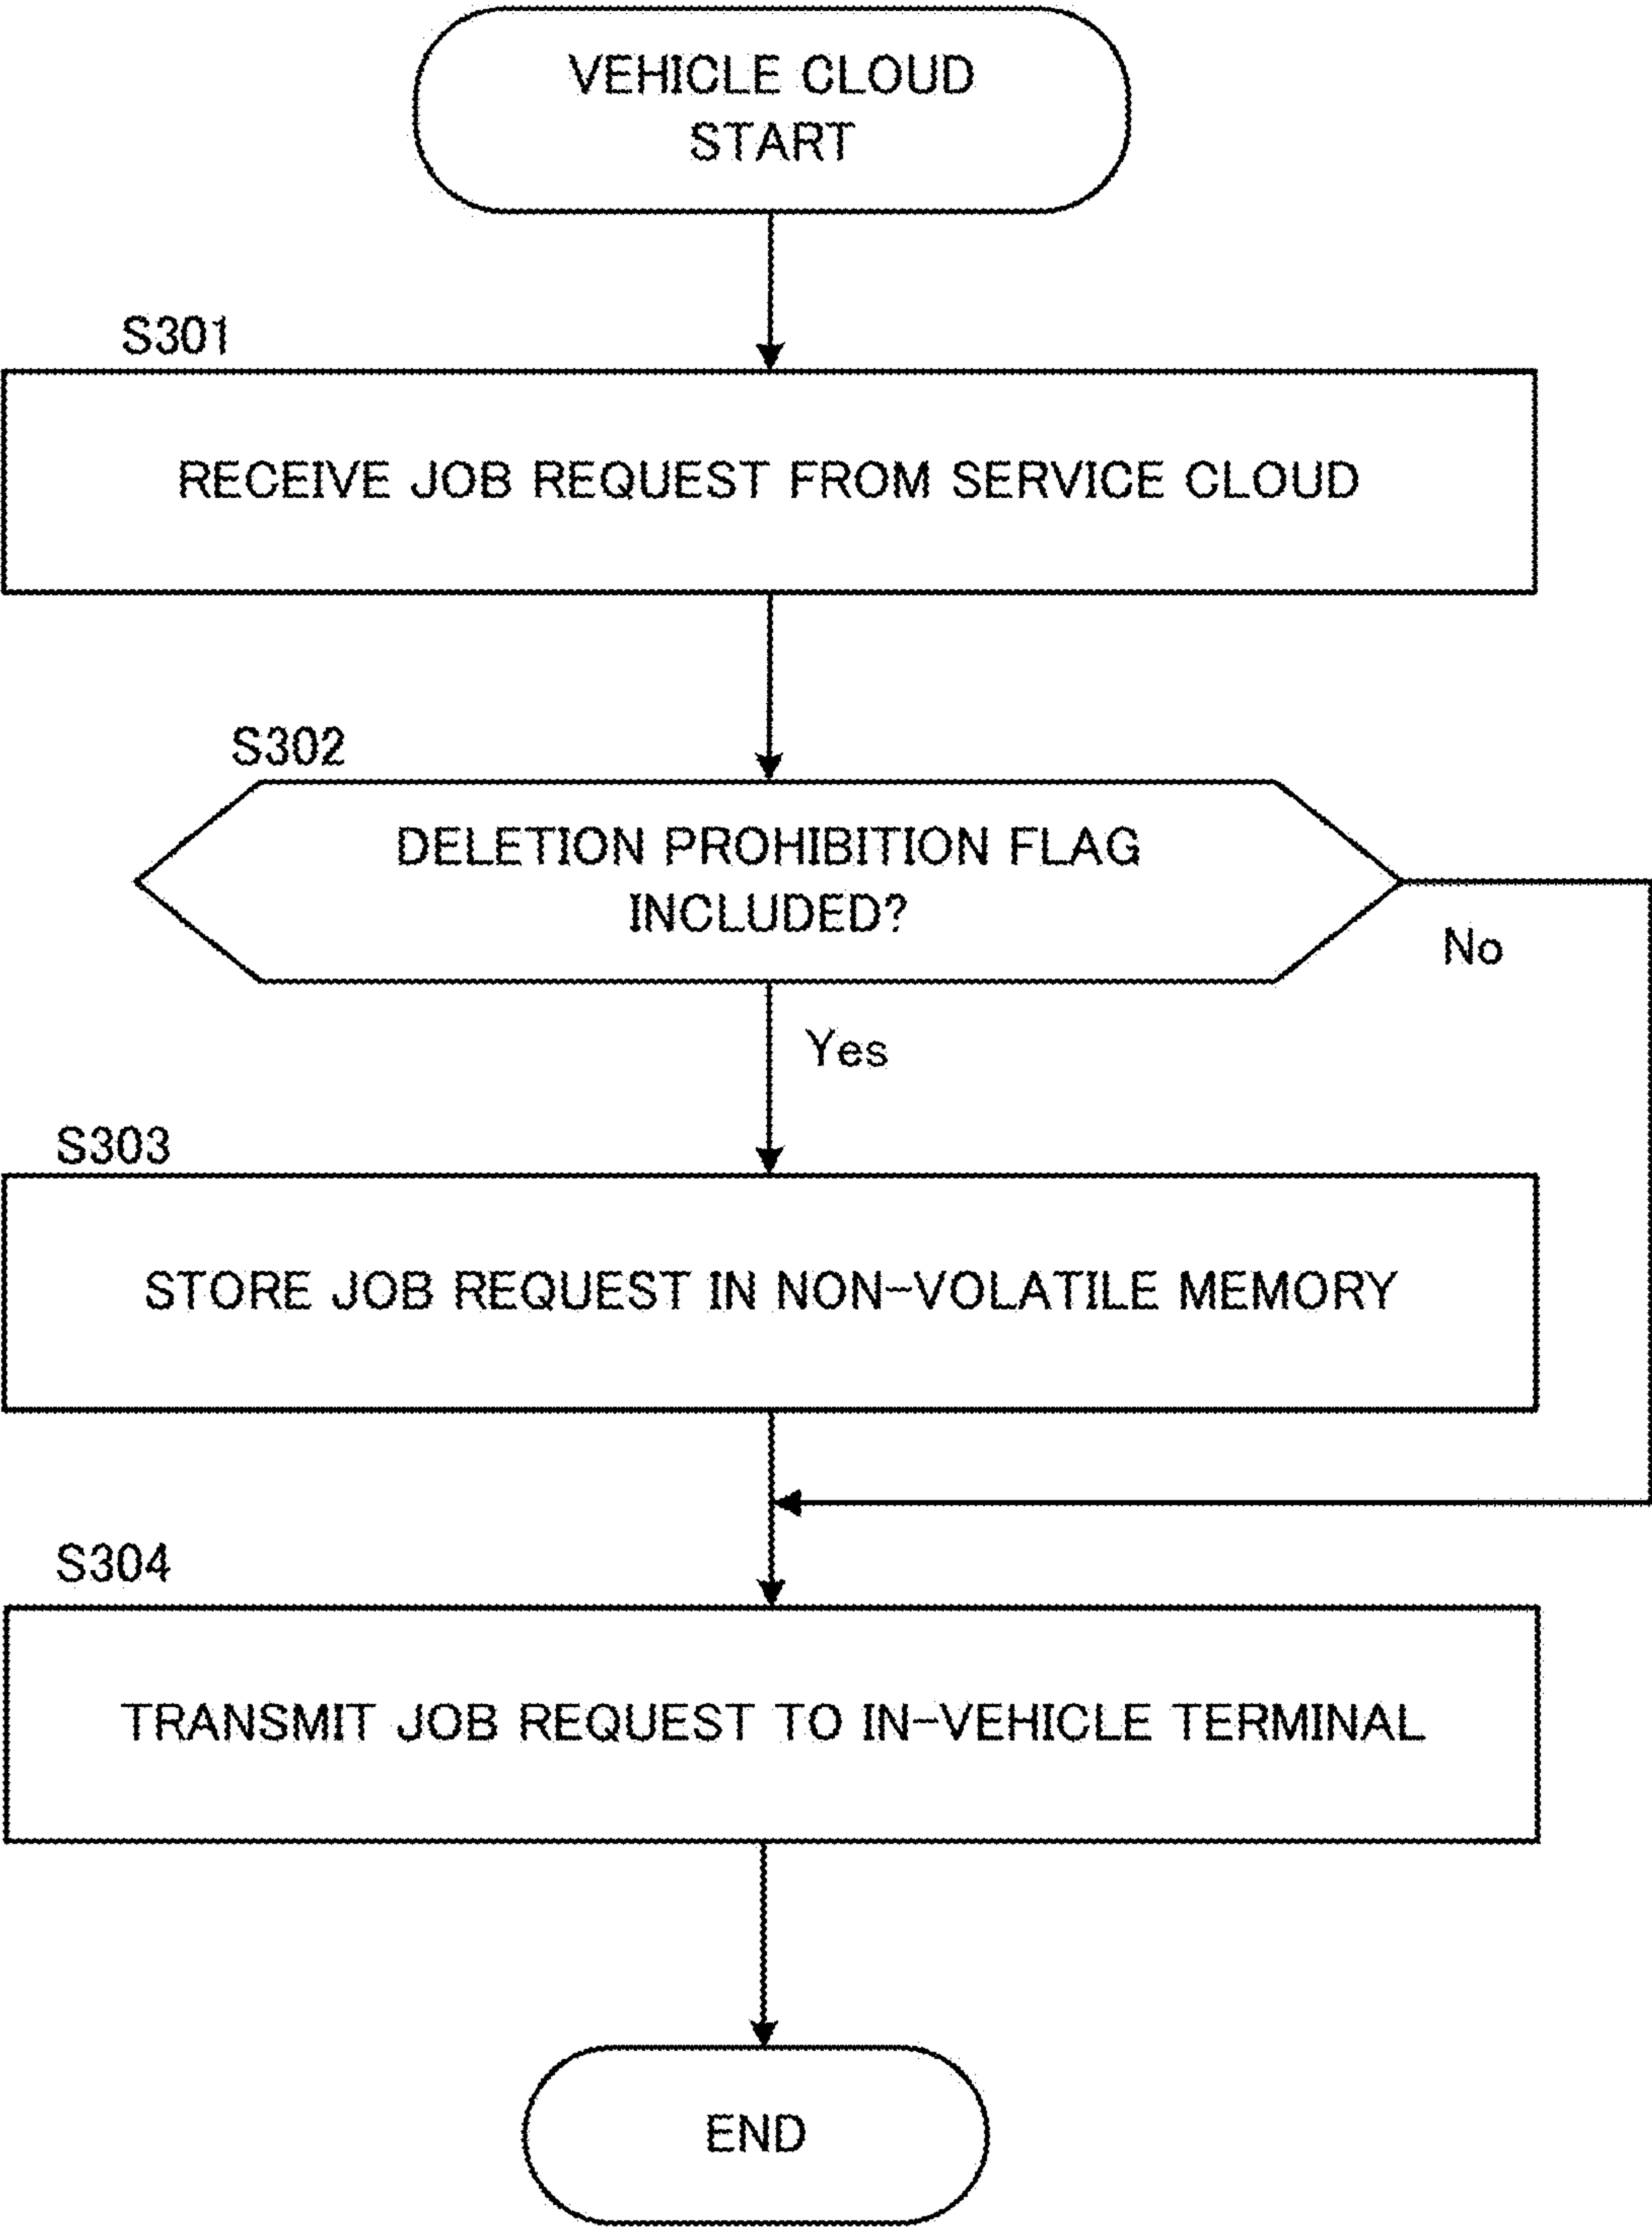 VEHICLE CLOUD
START
S301
RECEIVE JOB REQUEST FROM SERVICE CLOUD
S302
DELETION PROHIBITION FLAG
INCLUDED?
No
Yes
S303
STORE JOB REQUEST IN NON-VOLATILE MEMORY
S304
TRANSMIT JOB REQUEST TO IN-VEHICLE TERMINAL
END